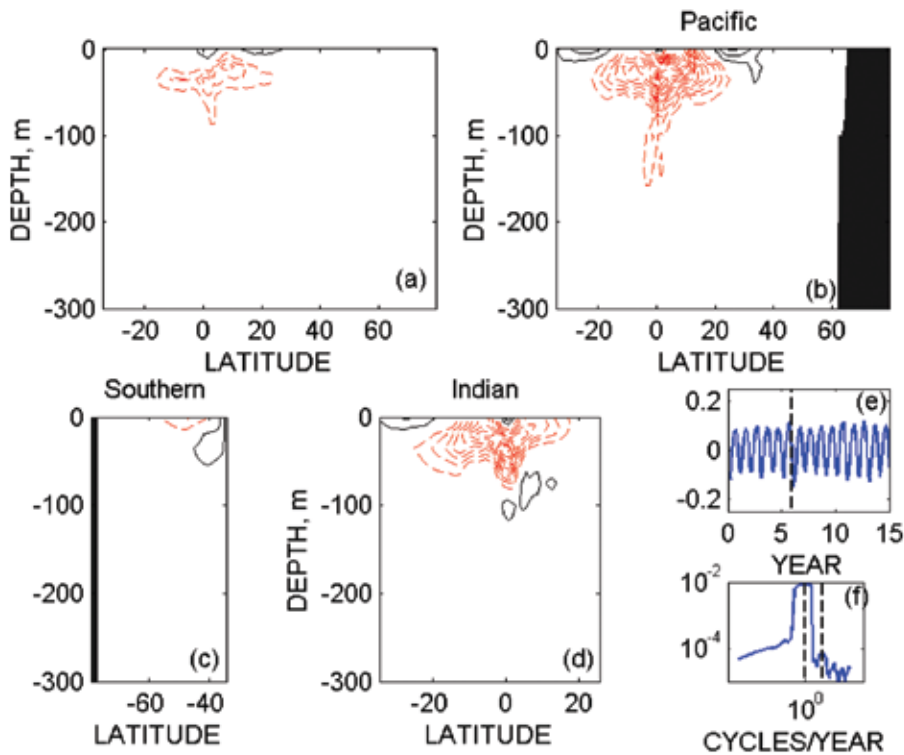 Pacific
0
-100
-200
-300
DEPTH, m
(a)
-20 0 20 40 60
LATITUDE
0
-100
-200
-300
DEPTH, m
(b)
-20 0 20 40 60
LATITUDE
Southern
0
-100
-200
-300
(c)
-60 -40
LATITUDE
Indian
0
-100
-200
-300
DEPTH, m
(d)
-20 0 20
LATITUDE
0.2
0
-0.2
(e)
0 5 10 15
YEAR
10^-2
10^-4
(f)
10^0
CYCLES/YEAR